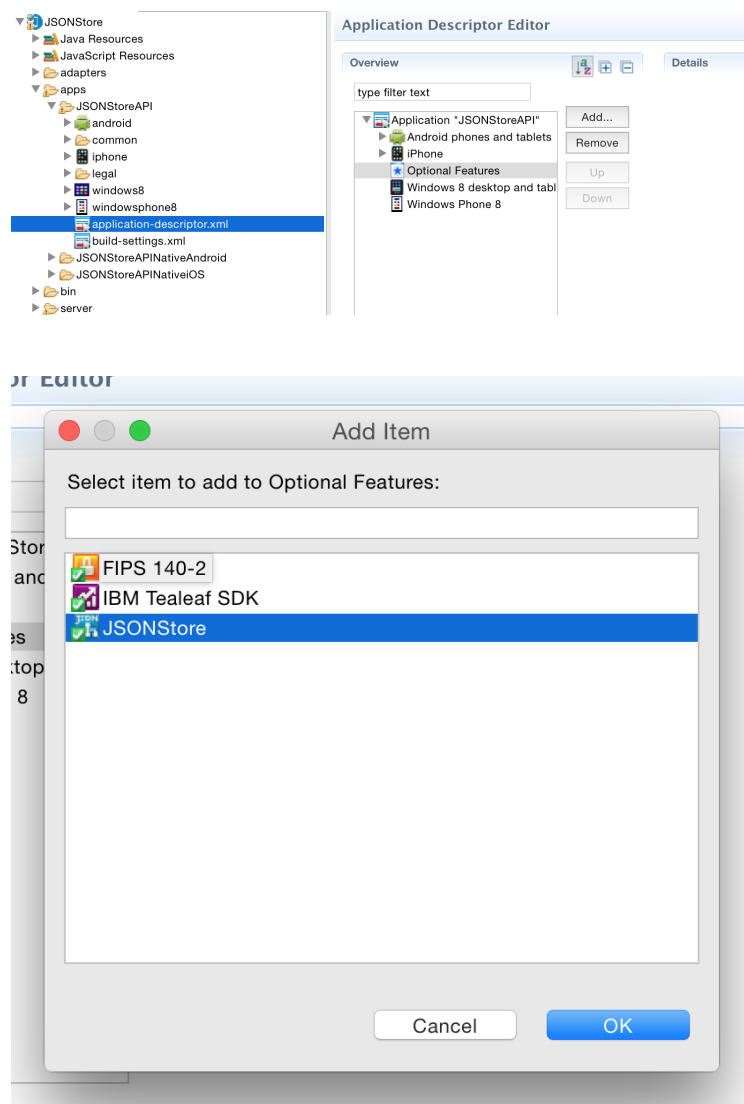 JSONStore
Java Resources
JavaScript Resources
adapters
apps
JSONStoreAPI
android
common
iphone
legal
windows8
windowsphone8
application-descriptor.xml
build-settings.xml
JSONStoreAPINativeAndroid
JSONStoreAPINativeiOS
bin
server
Application Descriptor Editor
Overview
type filter text
Application "JSONStoreAPI"
Android phones and tablets
iPhone
Optional Features
Windows 8 desktop and tabl
Windows Phone 8
Add...
Remove
Up
Down
Details
or Editor
Stor
and
es
ktop
8
Add Item
Select item to add to Optional Features:
FIPS 140-2
IBM Tealeaf SDK
JSONStore
Cancel
OK